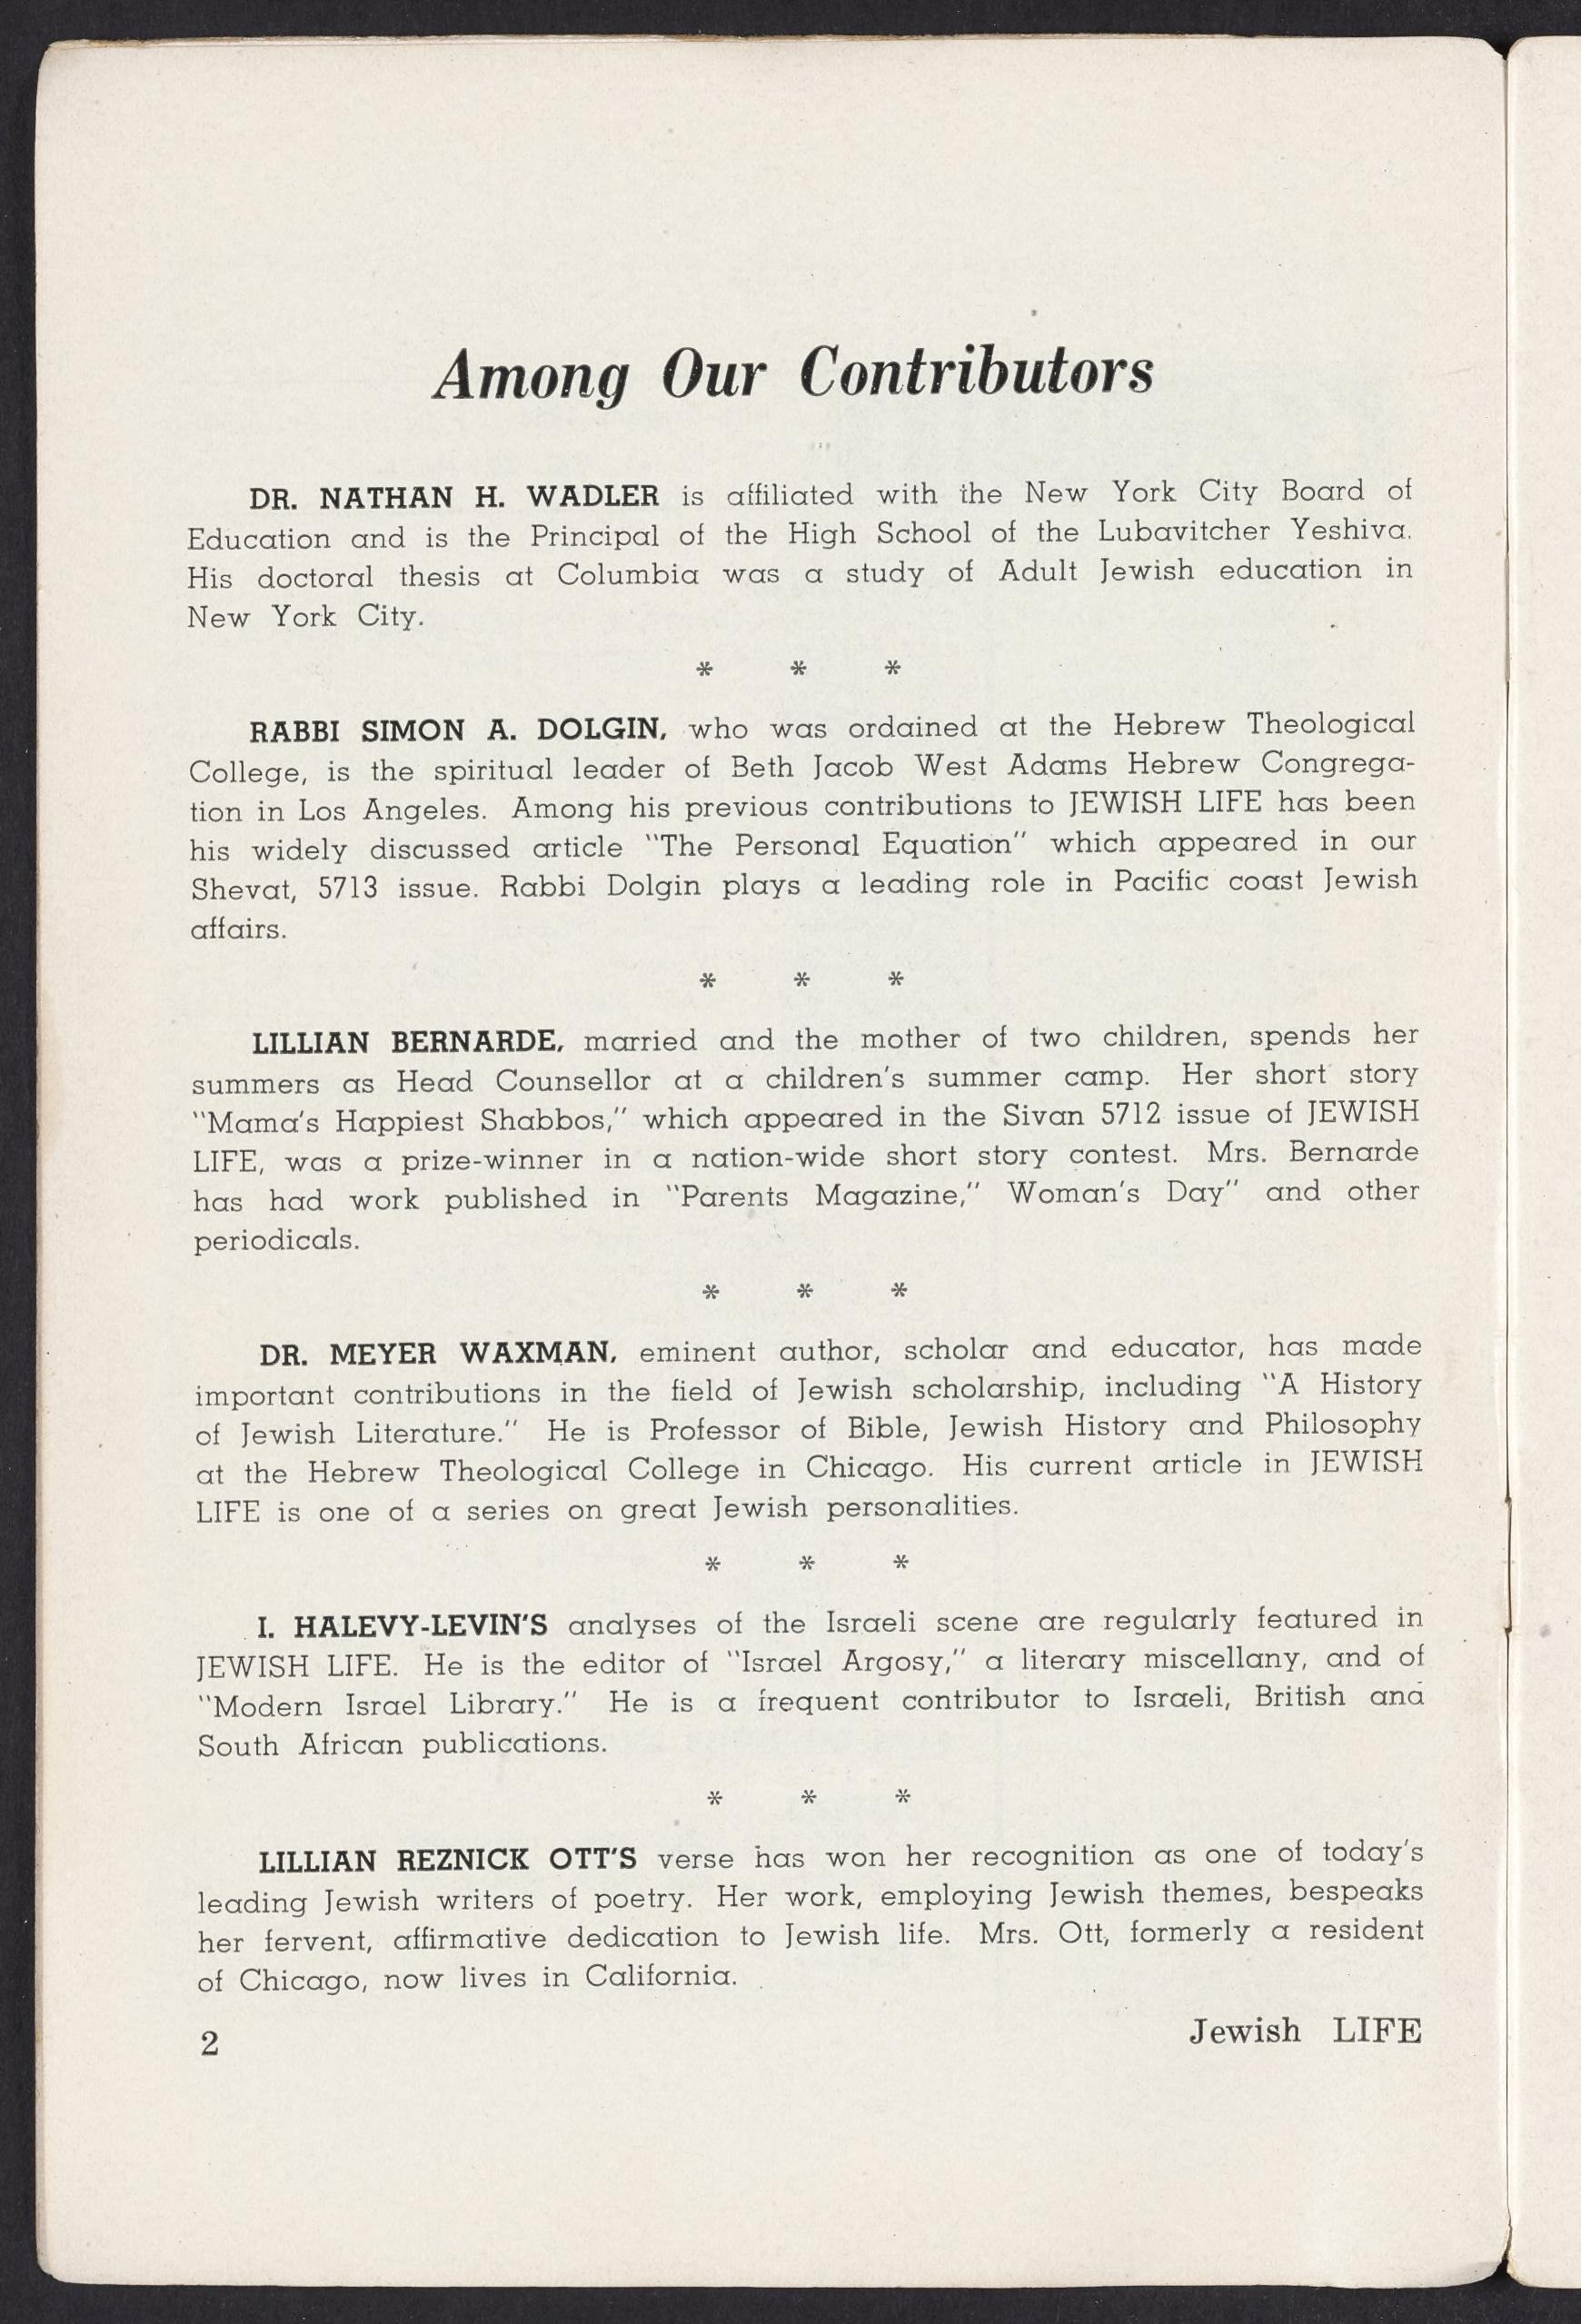 Among Our Contributors
DR. NATHAN H. WADLER is affiliated with the New York City Board of
Education and is the Principal of the High School of the Lubavitcher Yeshiva.
His doctoral thesis at Columbia was a study of Adult Jewish education in
New York City.
* * *
RABBI SIMON A. DOLGIN, who was ordained at the Hebrew Theological
College, is the spiritual leader of Beth Jacob West Adams Hebrew Congrega-
tion in Los Angeles. Among his previous contributions to JEWISH LIFE has been
his widely discussed article "The Personal Equation" which appeared in our
Shevat, 5713 issue. Rabbi Dolgin plays a leading role in Pacific coast Jewish
affairs.
* * *
LILLIAN BERNARDE, married and the mother of two children, spends her
summers as Head Counsellor at a children's summer camp. Her short story
"Mama's Happiest Shabbos," which appeared in the Sivan 5712 issue of JEWISH
LIFE, was a prize-winner in a nation-wide short story contest. Mrs. Bernarde
has had work published in "Parents Magazine," Woman's Day" and other
periodicals.
* * *
DR. MEYER WAXMAN, eminent author, scholar and educator, has made
important contributions in the field of Jewish scholarship, including "A History
of Jewish Literature." He is Professor of Bible, Jewish History and Philosophy
at the Hebrew Theological College in Chicago. His current article in JEWISH
LIFE is one of a series on great Jewish personalities.
* * *
I. HALEVY-LEVIN'S analyses of the Israeli scene are regularly featured in
JEWISH LIFE. He is the editor of "Israel Argosy," a literary miscellany, and of
"Modern Israel Library." He is a frequent contributor to Israeli, British and
South African publications.
* * *
LILLIAN REZNICK OTT'S verse has won her recognition as one of today's
leading Jewish writers of poetry. Her work, employing Jewish themes, bespeaks
her fervent, affirmative dedication to Jewish life. Mrs. Ott, formerly a resident
of Chicago, now lives in California.
2 Jewish LIFE